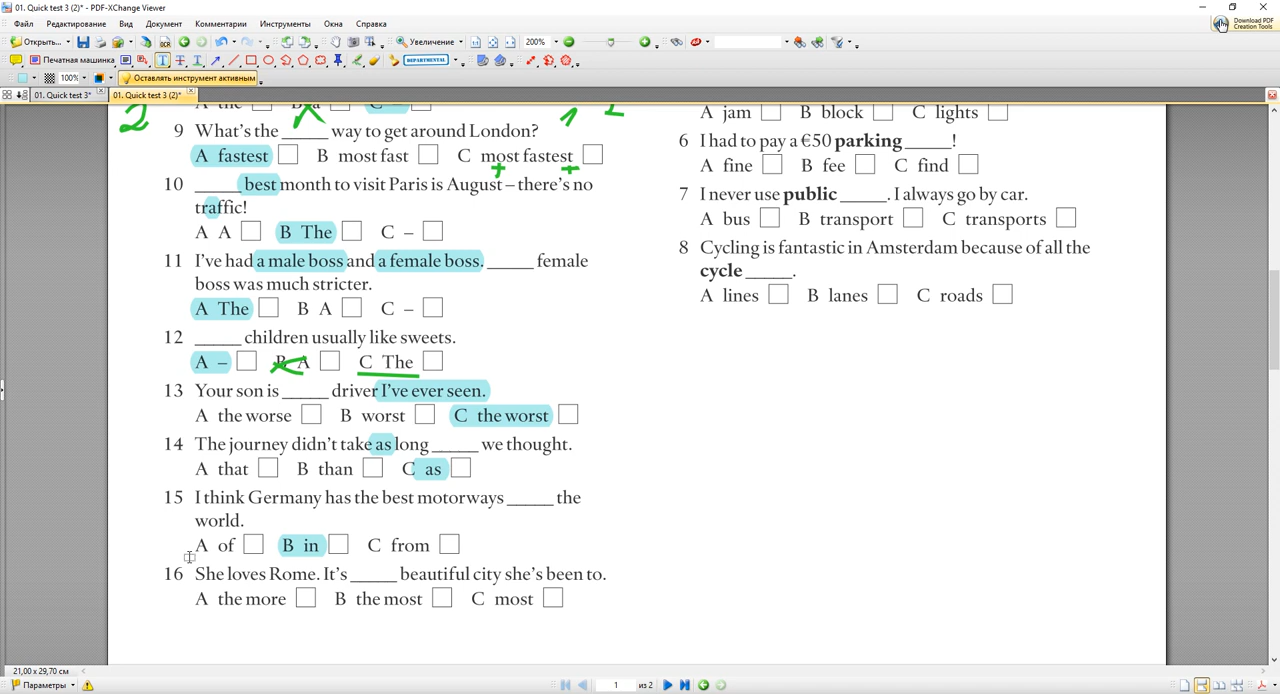 01. Quick test 3 (2)* - PDF-XChange Viewer
Файл Редактирование Вид Документ Комментарии Инструменты Окна Справка
Download PDF
Creation Tools
Открыть... OCR Увеличение 200%
Печатная машинка DEPARTMENTAL
100% Оставлять инструмент активным
01. Quick test 3* 01. Quick test 3 (2)*
2
9 What's the _____ way to get around London?
A fastest B most fast C most fastest
10 _____ best month to visit Paris is August – there's no
traffic!
A A B The C –
11 I've had a male boss and a female boss. _____ female
boss was much stricter.
A The B A C –
12 _____ children usually like sweets.
A – B A C The
13 Your son is _____ driver I've ever seen.
A the worse B worst C the worst
14 The journey didn't take as long _____ we thought.
A that B than C as
15 I think Germany has the best motorways _____ the
world.
A of B in C from
16 She loves Rome. It's _____ beautiful city she's been to.
A the more B the most C most
A jam B block C lights
6 I had to pay a €50 parking _____!
A fine B fee C find
7 I never use public _____. I always go by car.
A bus B transport C transports
8 Cycling is fantastic in Amsterdam because of all the
cycle _____.
A lines B lanes C roads
21,00 x 29,70 см
Параметры 1 из 2